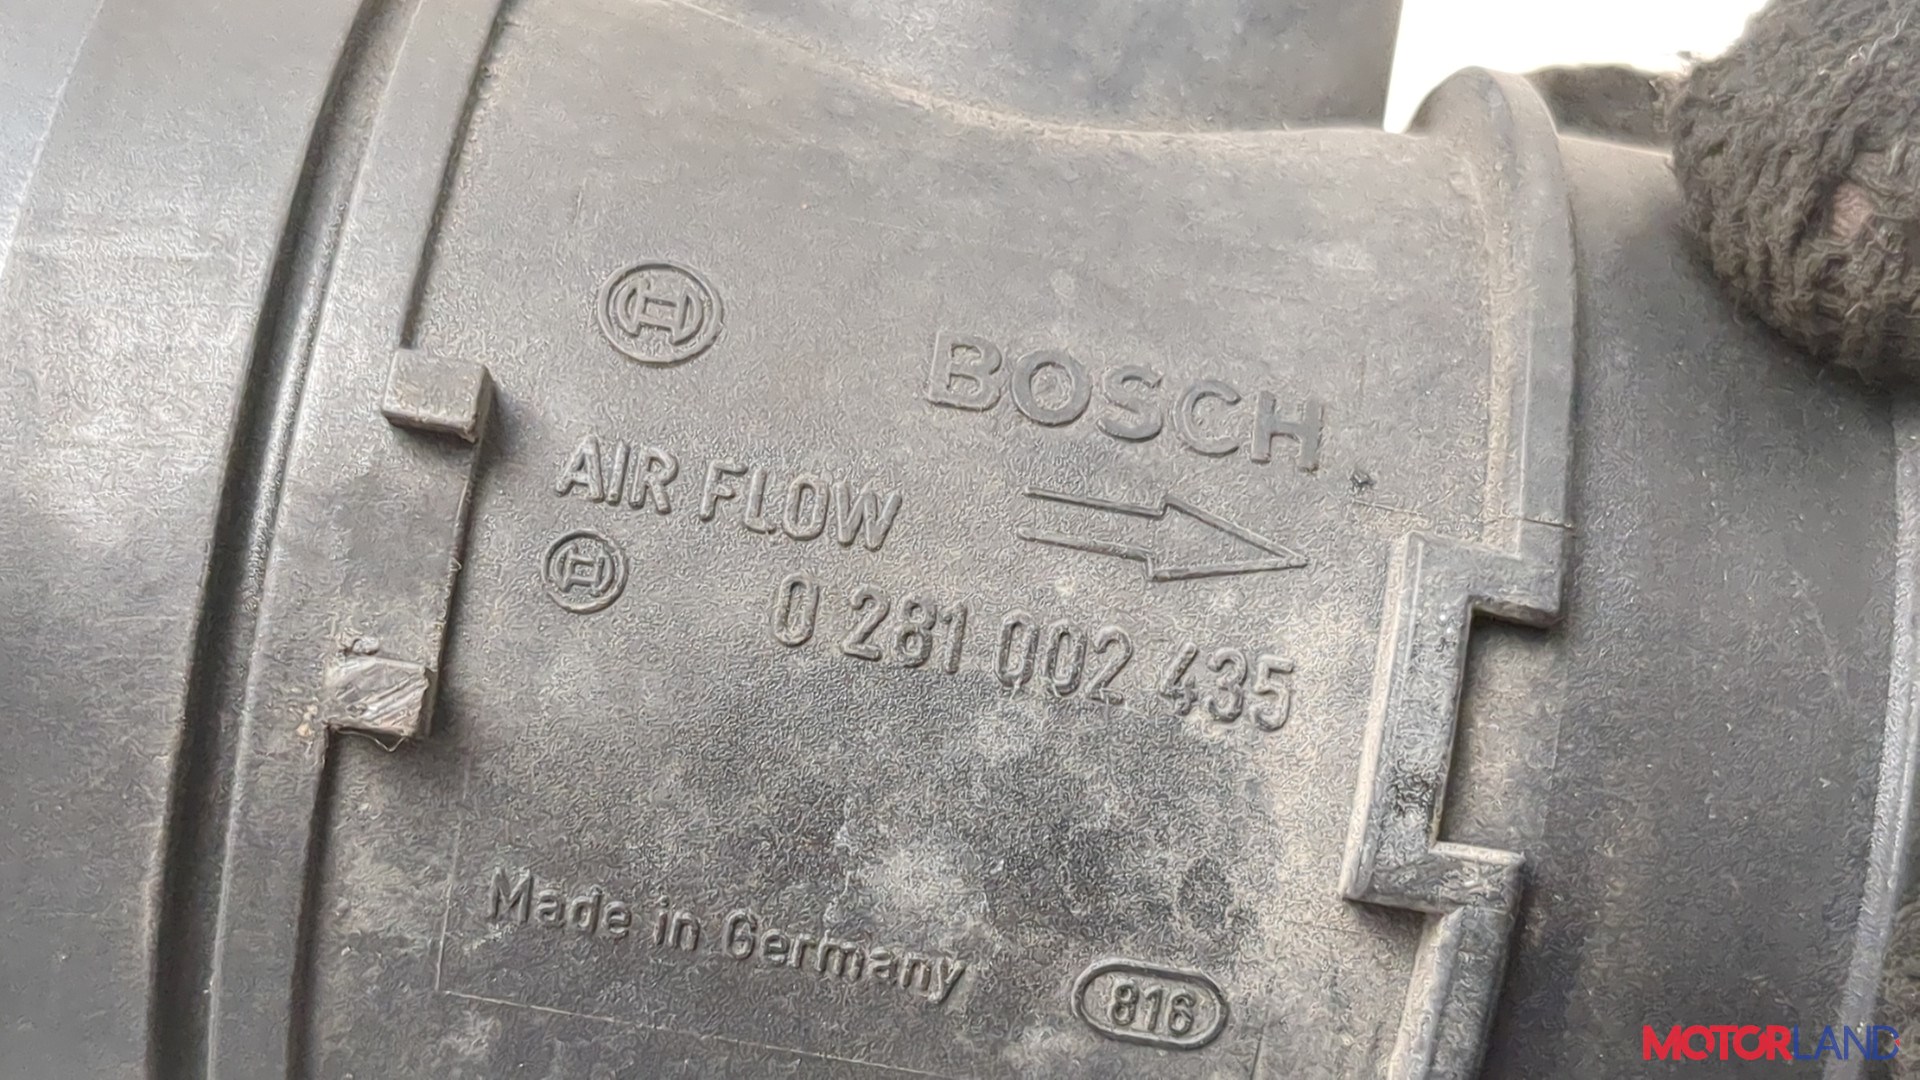 BOSCH
AIR FLOW
0 281 002 435
Made in Germany
816
MOTORLAND